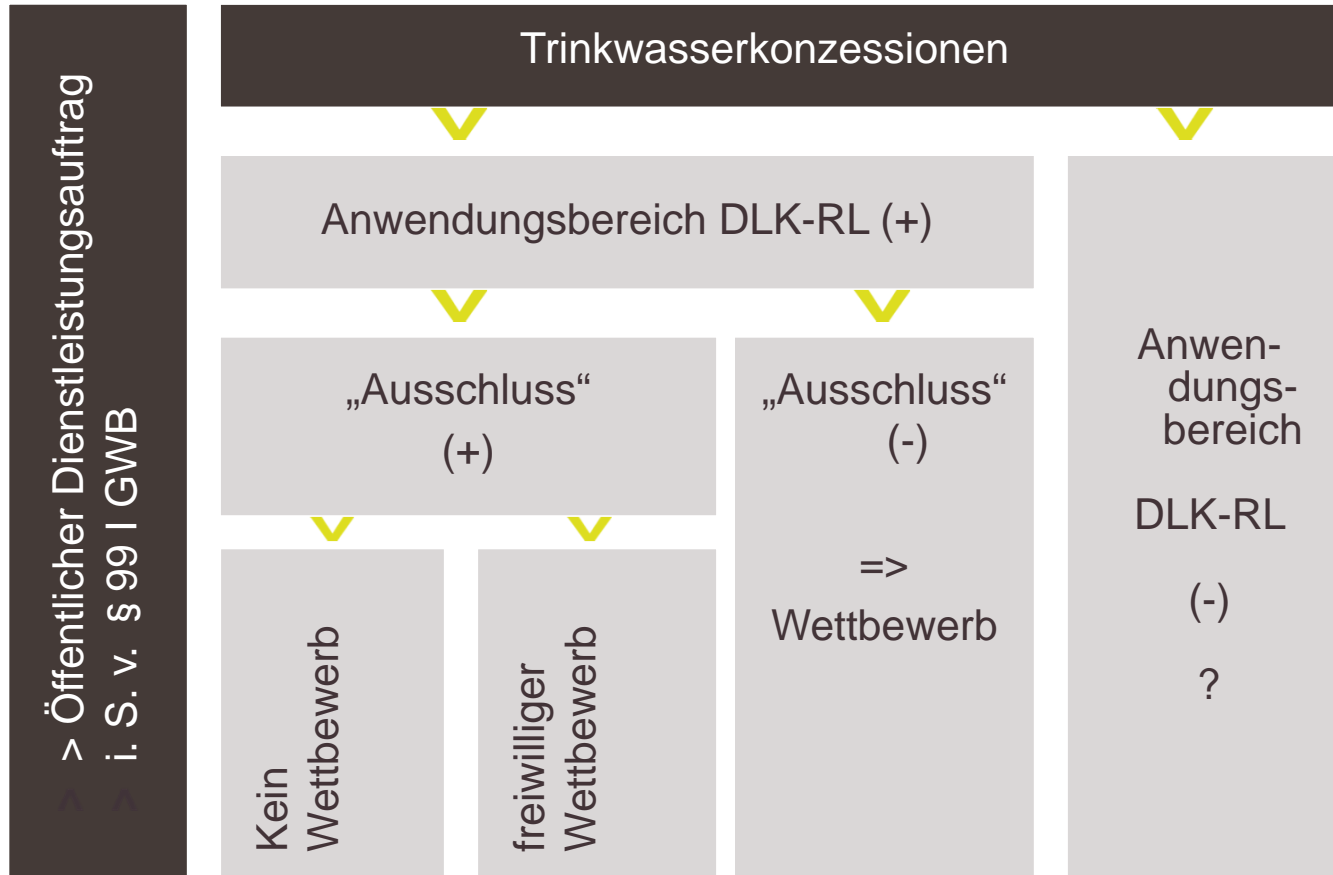 > Öffentlicher Dienstleistungsauftrag
i. S. v. § 99 I GWB
Trinkwasserkonzessionen
Anwendungsbereich DLK-RL (+)
„Ausschluss“
(+)
„Ausschluss“
(-)
=>
Wettbewerb
Anwen-
dungs-
bereich
DLK-RL
(-)
?
Kein
Wettbewerb
freiwilliger
Wettbewerb